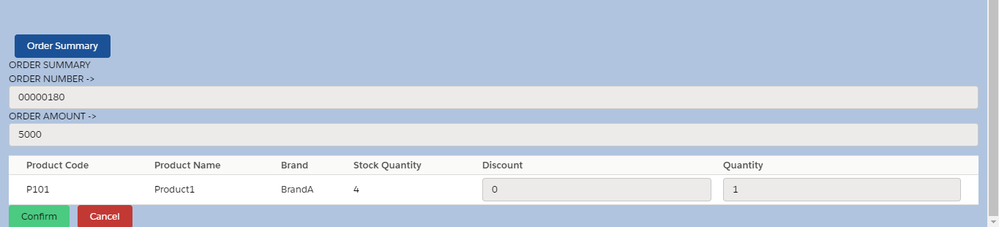 Order Summary
ORDER SUMMARY
ORDER NUMBER ->
00000180
ORDER AMOUNT ->
5000
Product Code Product Name Brand Stock Quantity Discount Quantity
P101 Product1 BrandA 4 0 1
Confirm Cancel